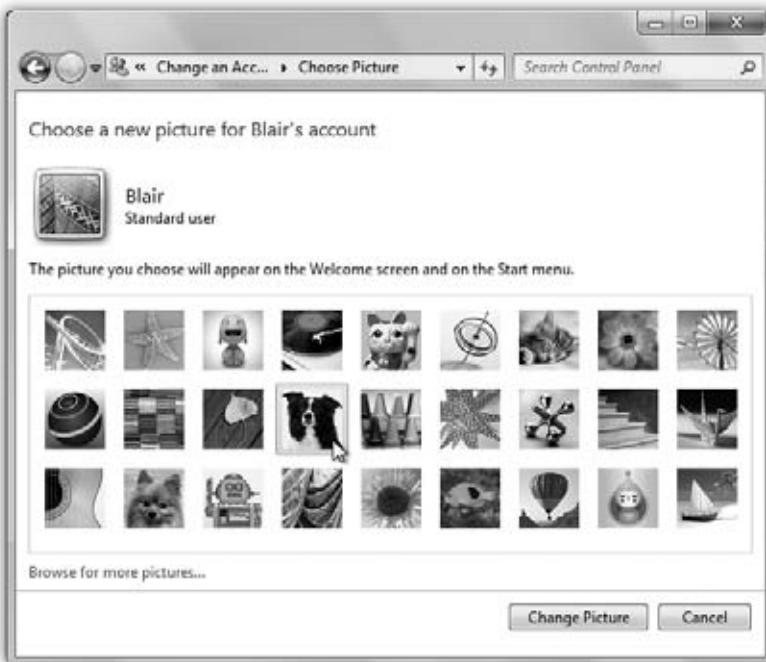 « Change an Acc... ▸ Choose Picture
Search Control Panel
Choose a new picture for Blair's account
Blair
Standard user
The picture you choose will appear on the Welcome screen and on the Start menu.
Browse for more pictures...
Change Picture
Cancel